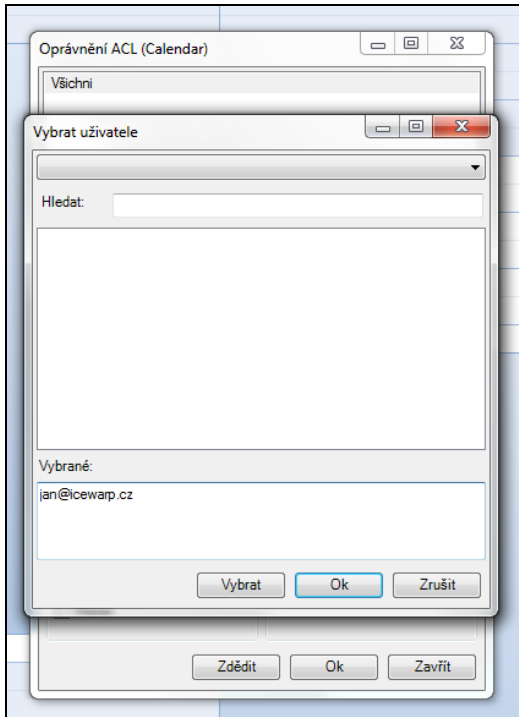 Oprávnění ACL (Calendar)
Všichni
Vybrat uživatele
Hledat:
Vybrané:
jan@icewarp.cz
Vybrat
Ok
Zrušit
Zdědit
Ok
Zavřít